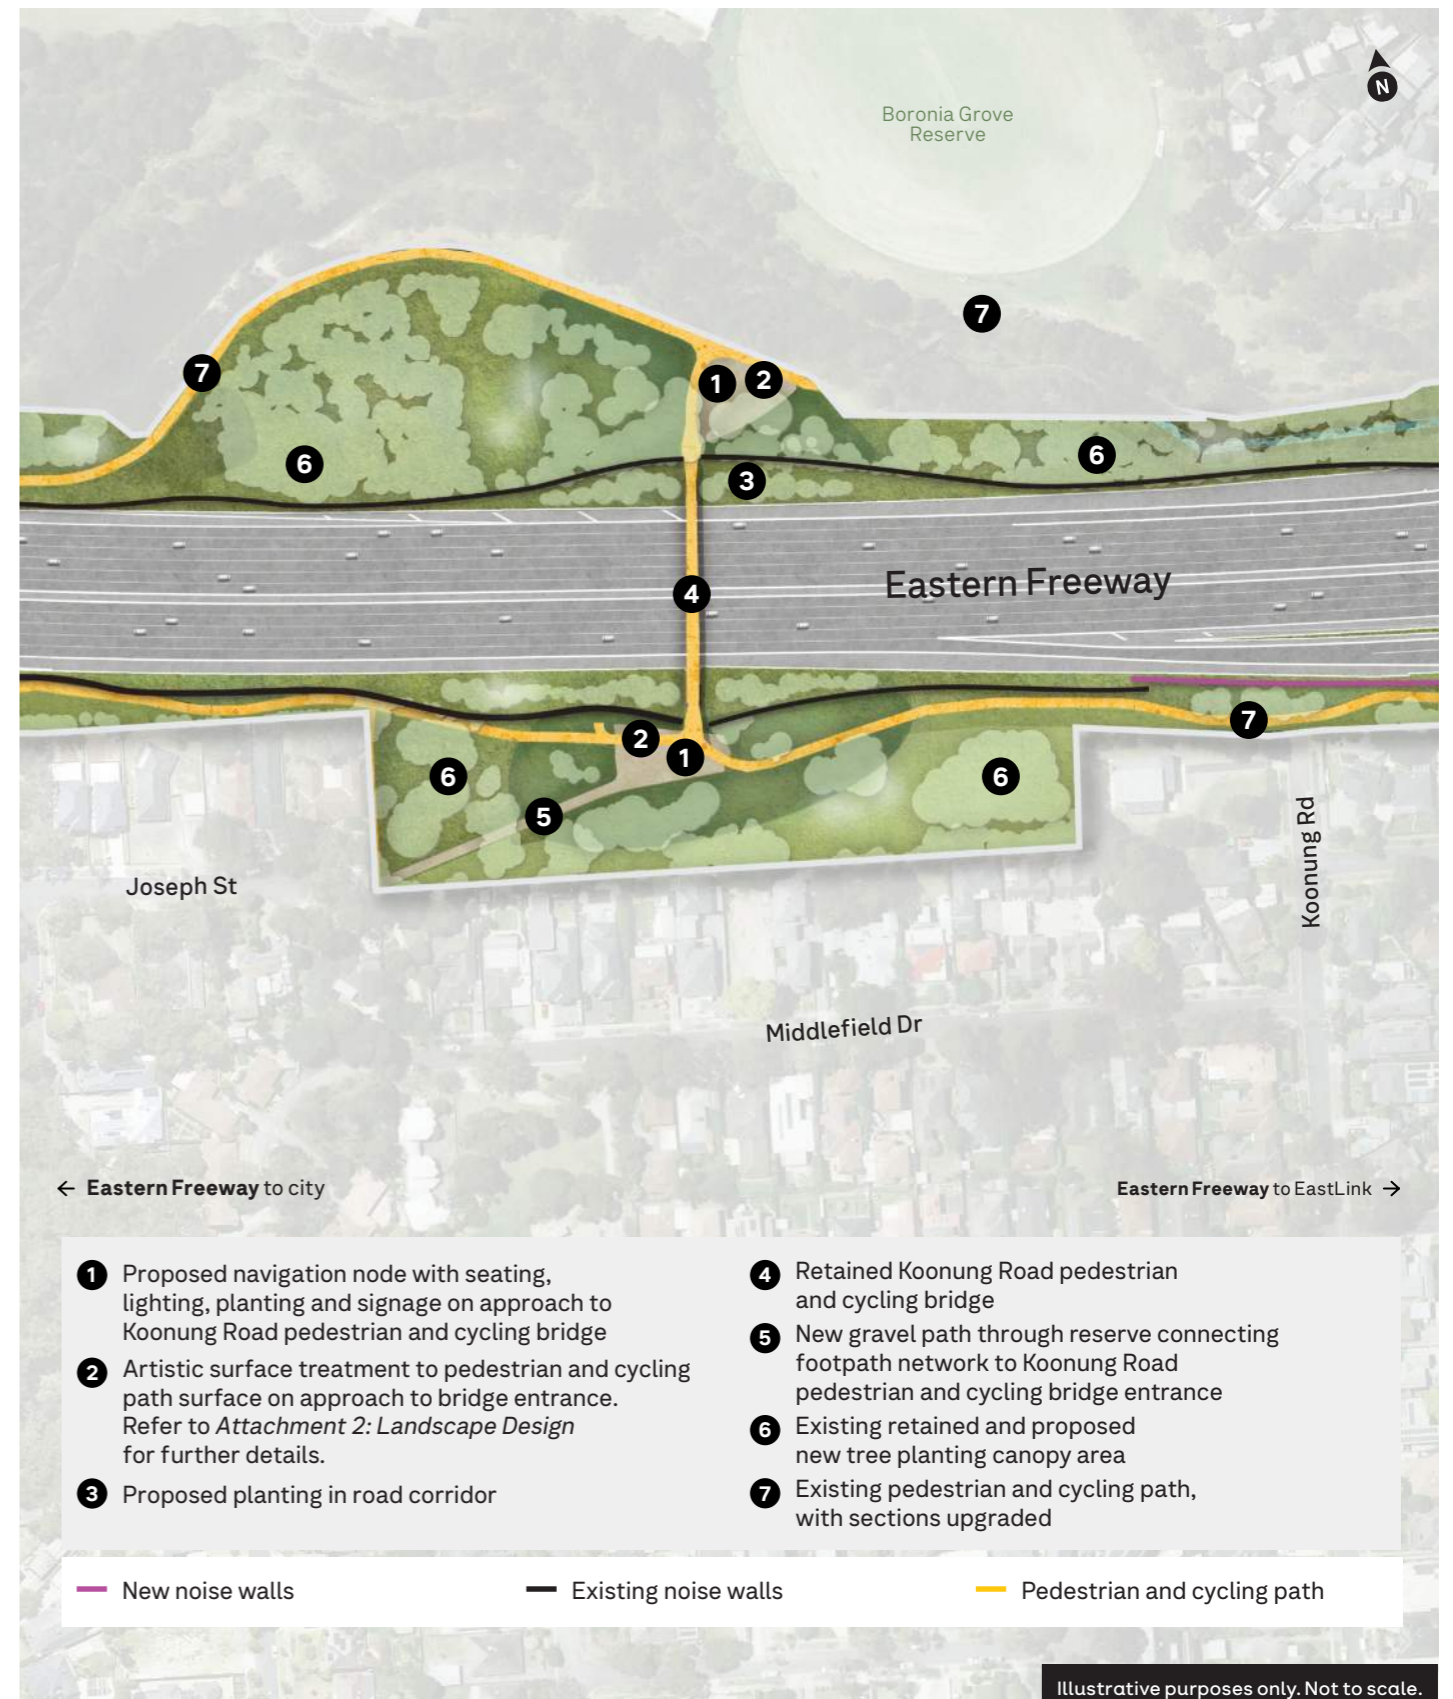 N
Boronia Grove
Reserve
7
7
1
2
6
6
3
4
Eastern Freeway
7
2
1
6
6
5
Joseph St
Koonung Rd
Middlefield Dr
← Eastern Freeway to city
Eastern Freeway to EastLink →
1 Proposed navigation node with seating,
lighting, planting and signage on approach to
Koonung Road pedestrian and cycling bridge
2 Artistic surface treatment to pedestrian and cycling
path surface on approach to bridge entrance.
Refer to Attachment 2: Landscape Design
for further details.
3 Proposed planting in road corridor
4 Retained Koonung Road pedestrian
and cycling bridge
5 New gravel path through reserve connecting
footpath network to Koonung Road
pedestrian and cycling bridge entrance
6 Existing retained and proposed
new tree planting canopy area
7 Existing pedestrian and cycling path,
with sections upgraded
New noise walls
Existing noise walls
Pedestrian and cycling path
Illustrative purposes only. Not to scale.